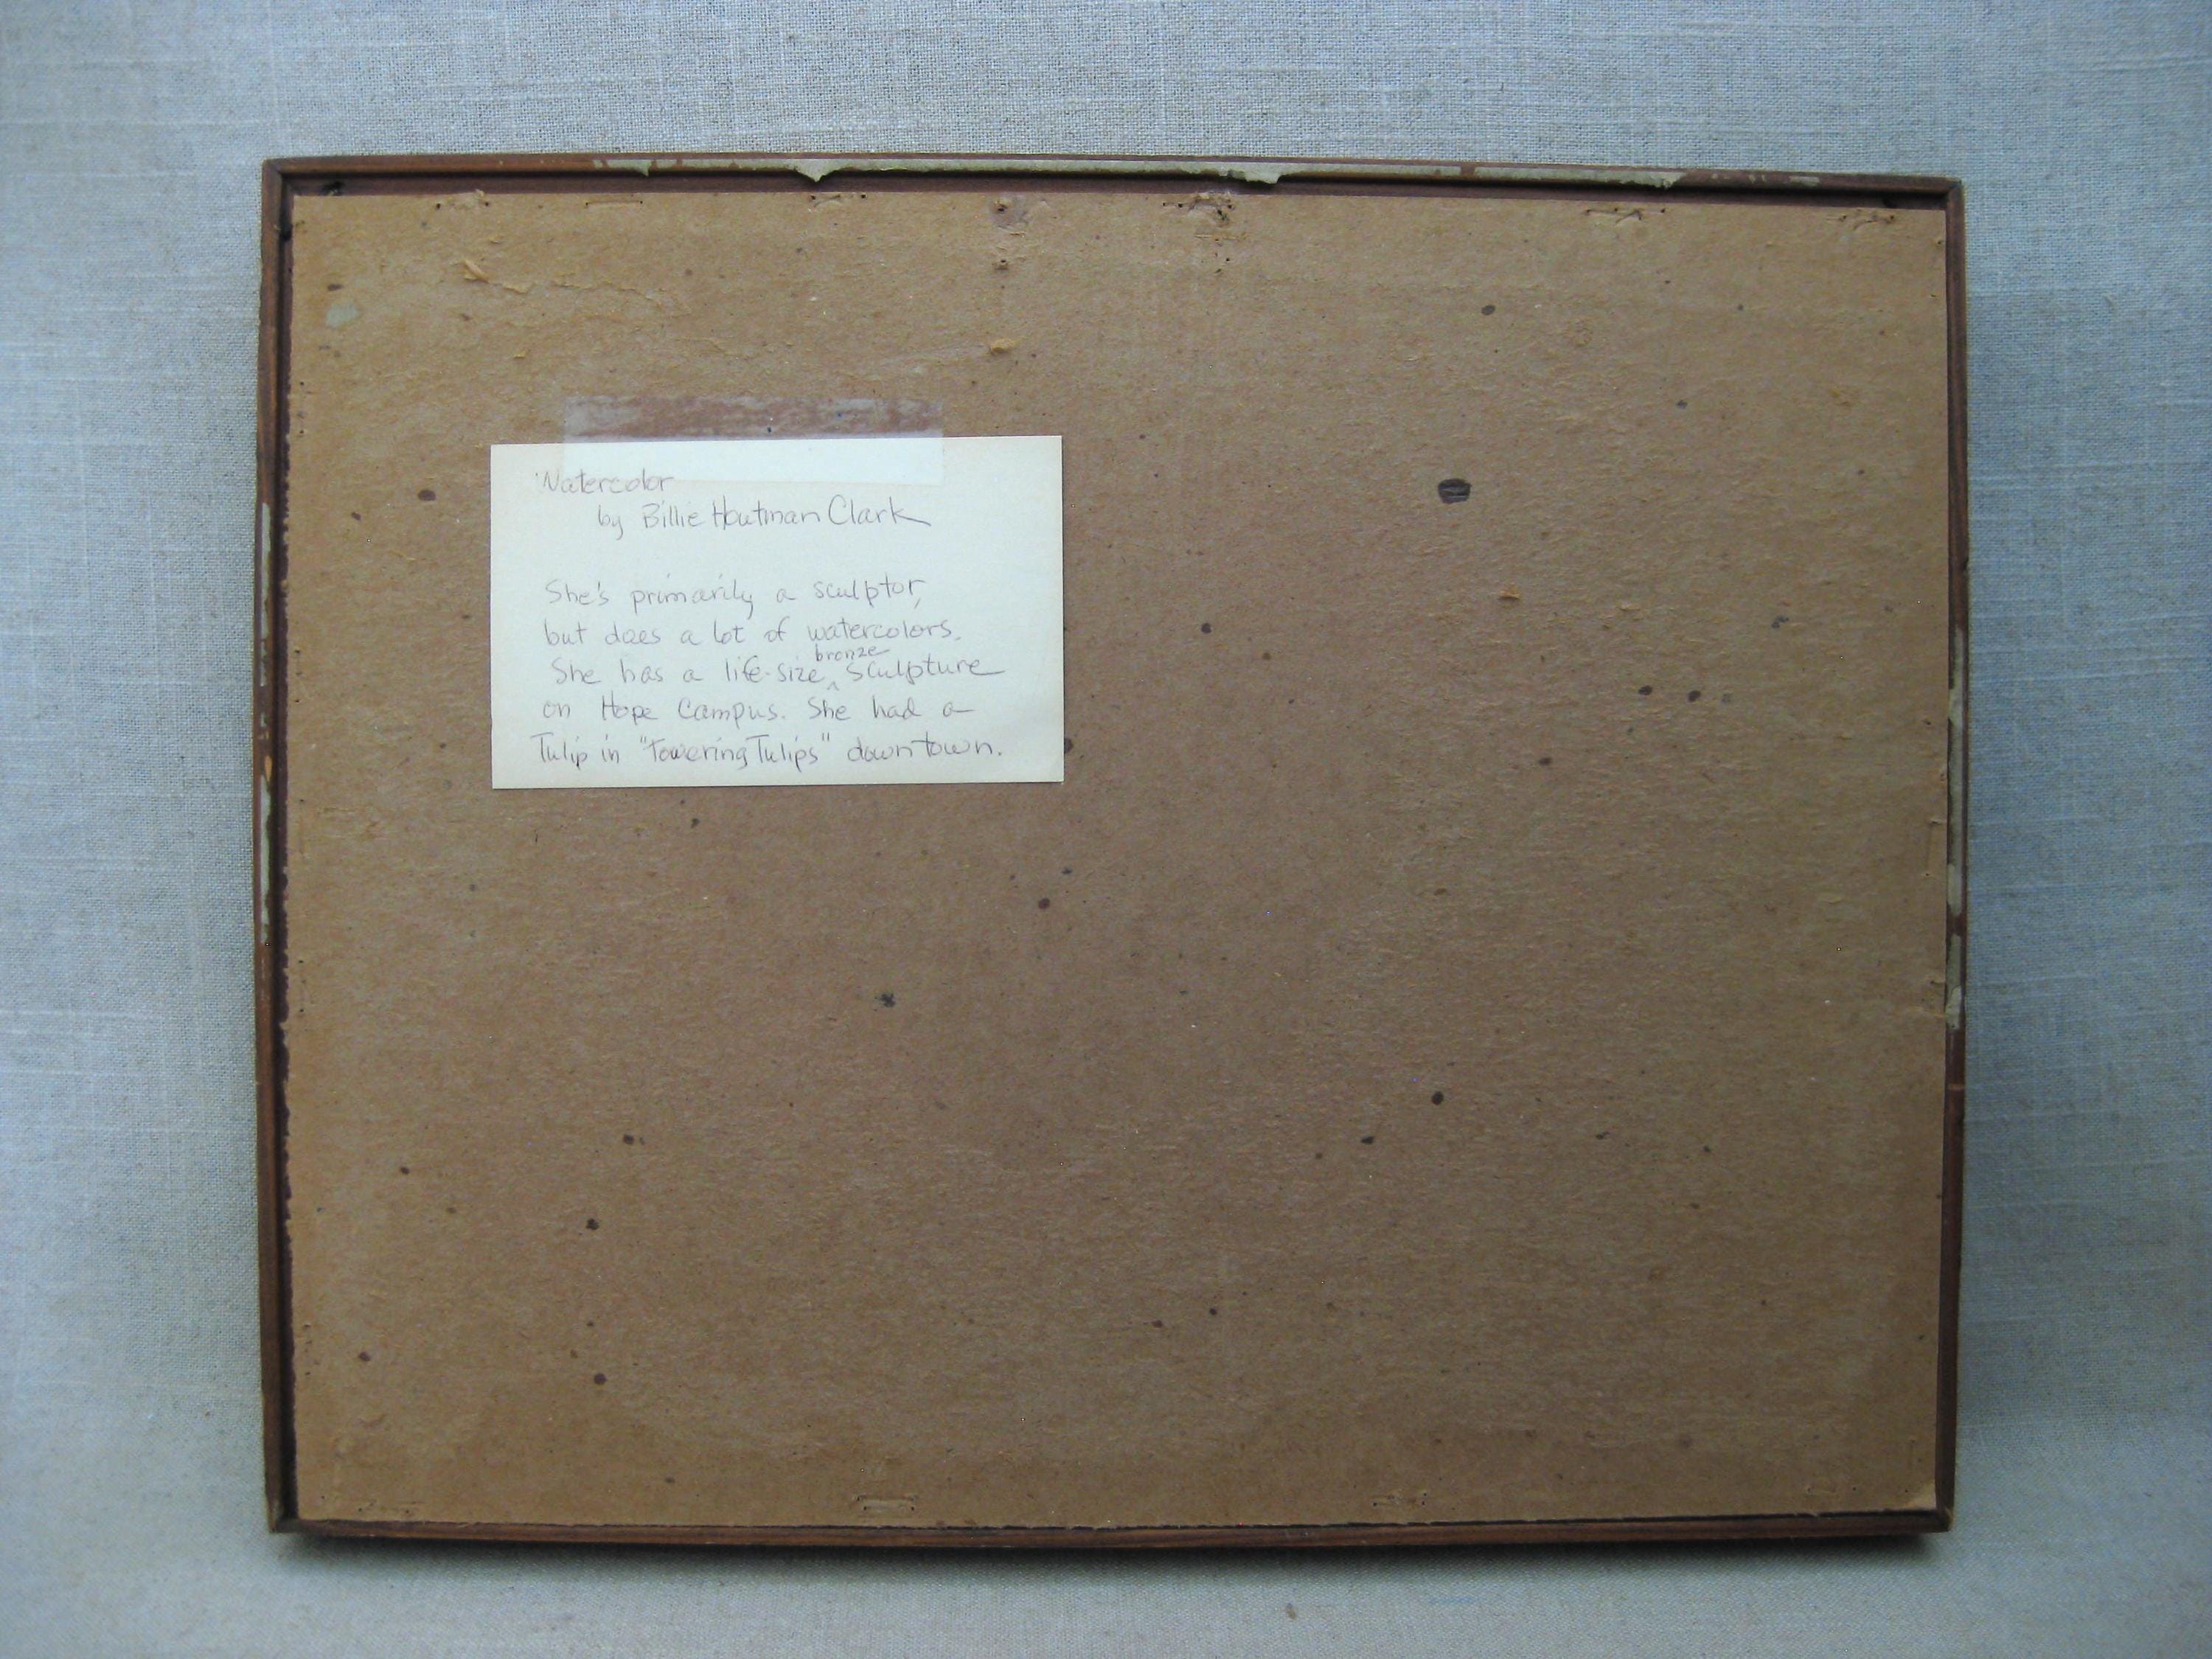 Watercolor
by Billie Houtman Clark
She's primarily a sculptor,
but does a lot of watercolors.
She has a life-size ^bronze Sculpture
on Hope Campus. She had a
Tulip in "Towering Tulips" downtown.